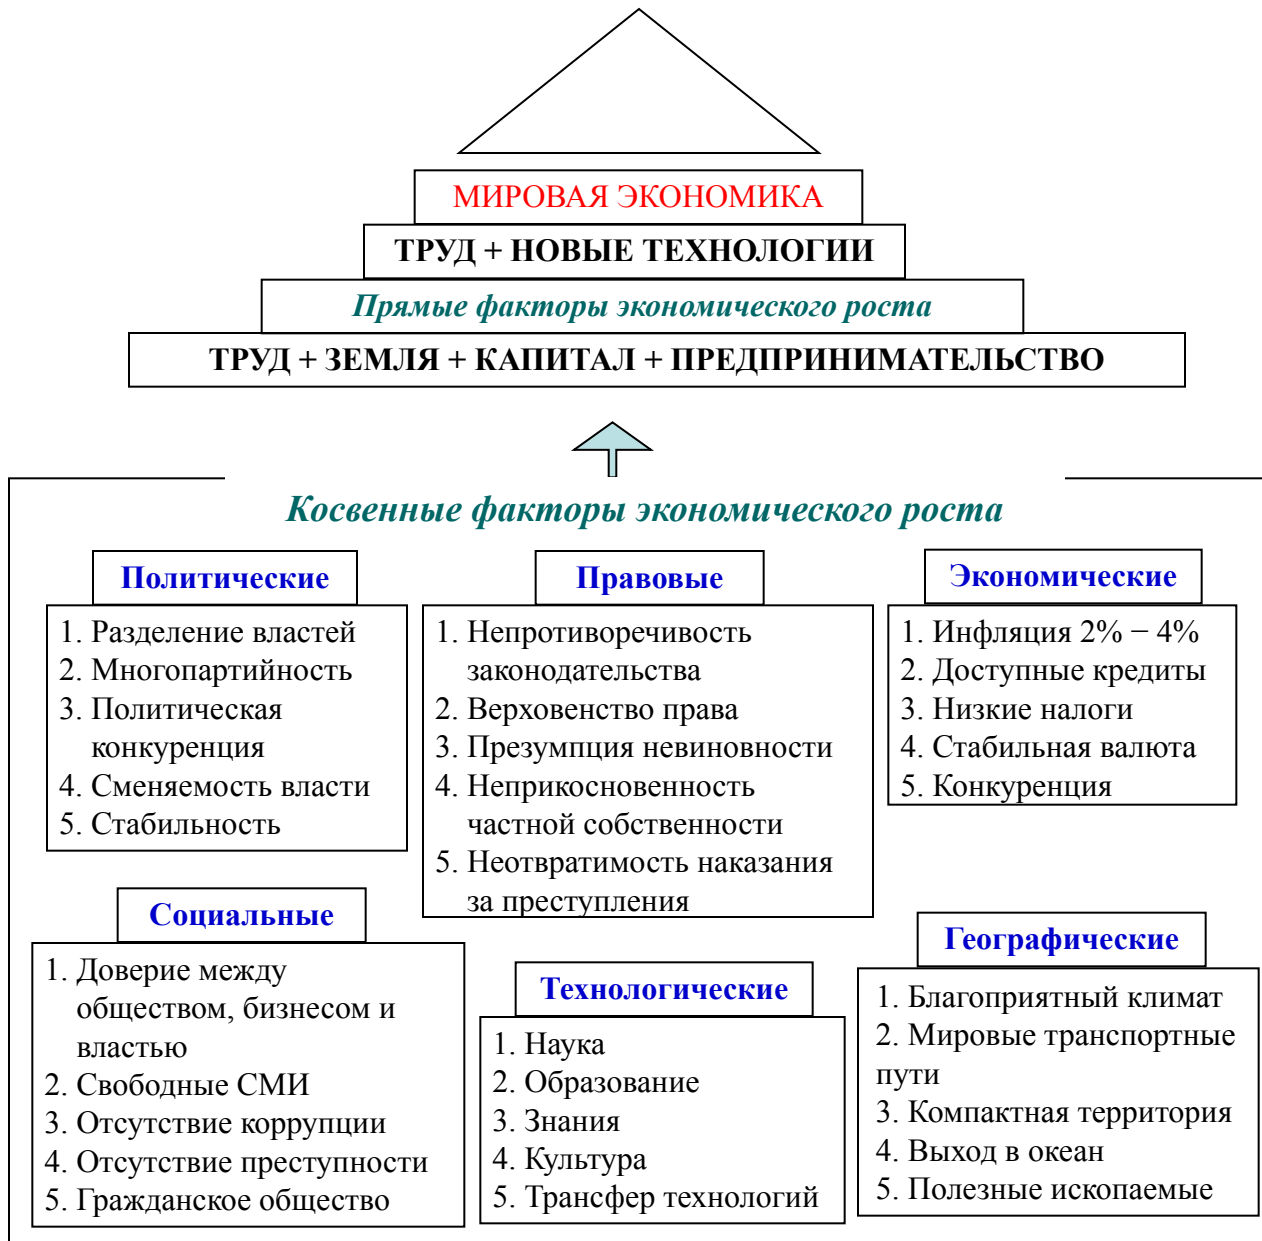 МИРОВАЯ ЭКОНОМИКА
ТРУД + НОВЫЕ ТЕХНОЛОГИИ
Прямые факторы экономического роста
ТРУД + ЗЕМЛЯ + КАПИТАЛ + ПРЕДПРИНИМАТЕЛЬСТВО
Косвенные факторы экономического роста
Политические
1. Разделение властей
2. Многопартийность
3. Политическая
конкуренция
4. Сменяемость власти
5. Стабильность
Правовые
1. Непротиворечивость
законодательства
2. Верховенство права
3. Презумпция невиновности
4. Неприкосновенность
частной собственности
5. Неотвратимость наказания
за преступления
Экономические
1. Инфляция 2% − 4%
2. Доступные кредиты
3. Низкие налоги
4. Стабильная валюта
5. Конкуренция
Социальные
1. Доверие между
обществом, бизнесом и
властью
2. Свободные СМИ
3. Отсутствие коррупции
4. Отсутствие преступности
5. Гражданское общество
Технологические
1. Наука
2. Образование
3. Знания
4. Культура
5. Трансфер технологий
Географические
1. Благоприятный климат
2. Мировые транспортные
пути
3. Компактная территория
4. Выход в океан
5. Полезные ископаемые